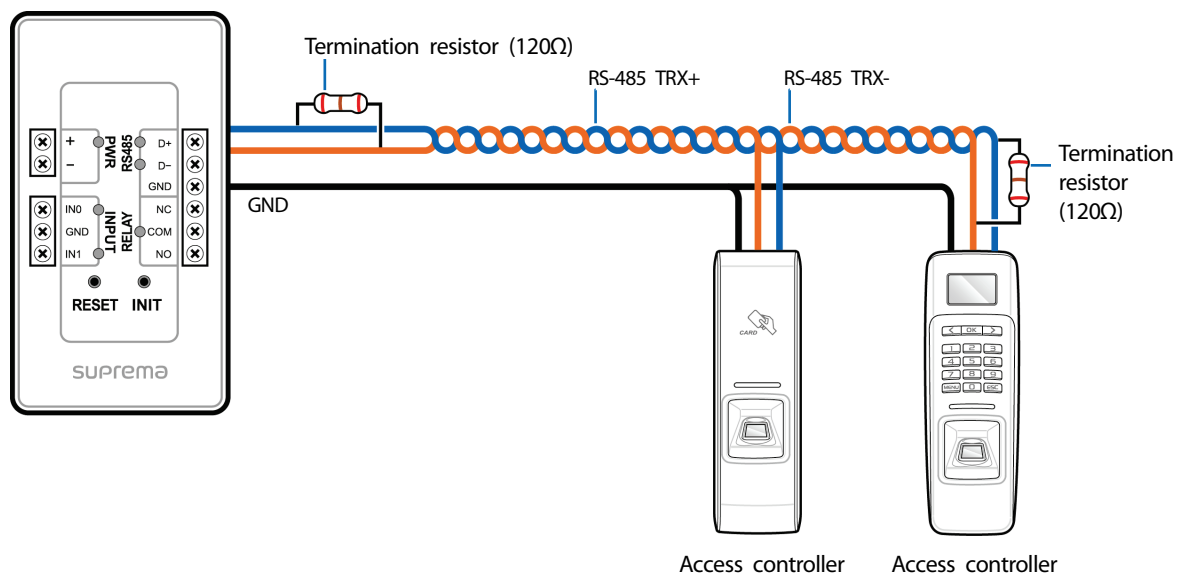 Termination resistor (120Ω)
RS-485 TRX+
RS-485 TRX-
+
−
PWR
RS485
D+
D−
GND
IN0
GND
IN1
INPUT
RELAY
NC
COM
NO
RESET
INIT
suprema
GND
Termination
resistor
(120Ω)
CARD
< OK >
1 2 3
4 5 6
7 8 9
MENU 0 ESC
Access controller
Access controller